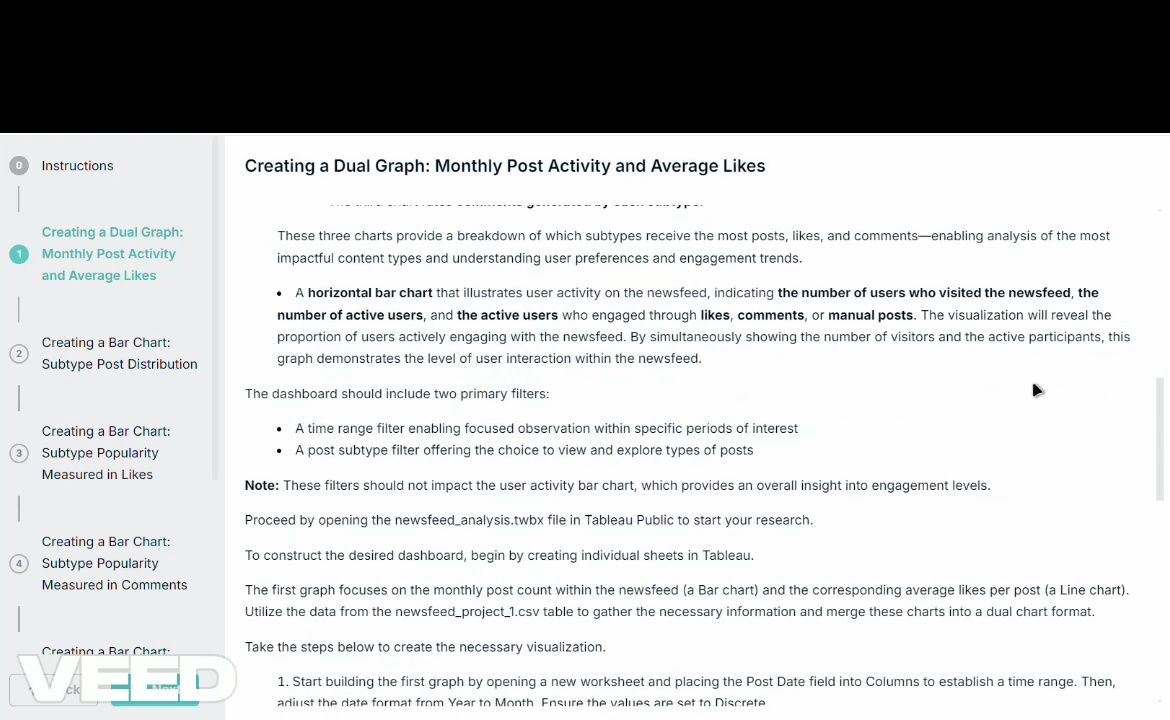 0 Instructions
1 Creating a Dual Graph:
Monthly Post Activity
and Average Likes
2 Creating a Bar Chart:
Subtype Post Distribution
3 Creating a Bar Chart:
Subtype Popularity
Measured in Likes
4 Creating a Bar Chart:
Subtype Popularity
Measured in Comments
Creating a Bar Chart:
VEED
Creating a Dual Graph: Monthly Post Activity and Average Likes
comments generated by each subtype.
These three charts provide a breakdown of which subtypes receive the most posts, likes, and comments—enabling analysis of the most
impactful content types and understanding user preferences and engagement trends.
• A horizontal bar chart that illustrates user activity on the newsfeed, indicating the number of users who visited the newsfeed, the
number of active users, and the active users who engaged through likes, comments, or manual posts. The visualization will reveal the
proportion of users actively engaging with the newsfeed. By simultaneously showing the number of visitors and the active participants, this
graph demonstrates the level of user interaction within the newsfeed.
The dashboard should include two primary filters:
• A time range filter enabling focused observation within specific periods of interest
• A post subtype filter offering the choice to view and explore types of posts
Note: These filters should not impact the user activity bar chart, which provides an overall insight into engagement levels.
Proceed by opening the newsfeed_analysis.twbx file in Tableau Public to start your research.
To construct the desired dashboard, begin by creating individual sheets in Tableau.
The first graph focuses on the monthly post count within the newsfeed (a Bar chart) and the corresponding average likes per post (a Line chart).
Utilize the data from the newsfeed_project_1.csv table to gather the necessary information and merge these charts into a dual chart format.
Take the steps below to create the necessary visualization.
1. Start building the first graph by opening a new worksheet and placing the Post Date field into Columns to establish a time range. Then,
adjust the date format from Year to Month. Ensure the values are set to Discrete.